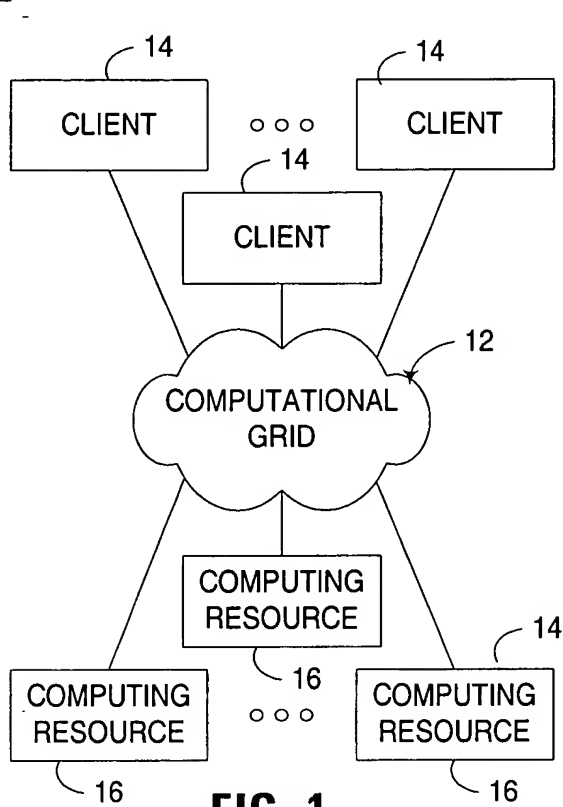 14
14
CLIENT
CLIENT
14
CLIENT
12
COMPUTATIONAL
GRID
COMPUTING
RESOURCE
14
16
COMPUTING
RESOURCE
COMPUTING
RESOURCE
16
16
FIG. 1